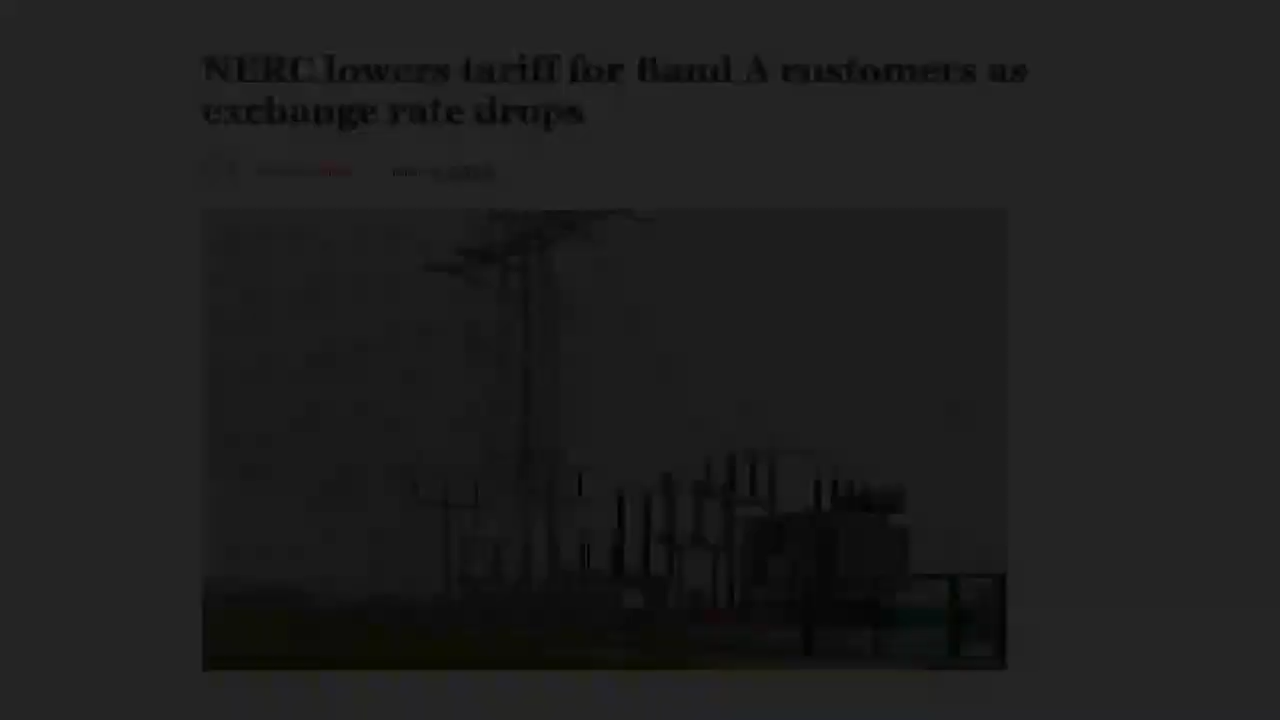 NERC lowers tariff for Band A customers as
exchange rate drops